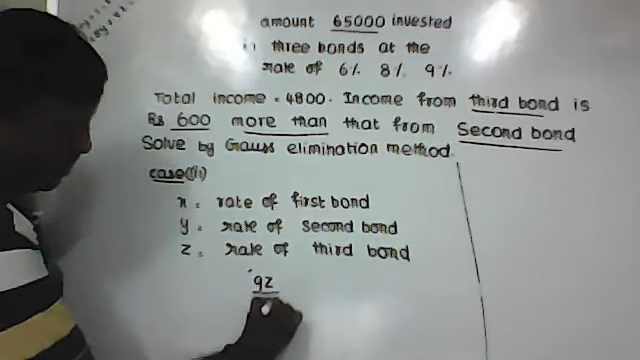 amount 65000 invested
three bonds at the
rate of 6% 8% 9%
Total income = 4800. Income from third bond is
Rs 600 more than that from Second bond
Solve by Gauss elimination method.
case(ii)
x = rate of first bond
y = rate of second bond
z = rate of third bond
9z